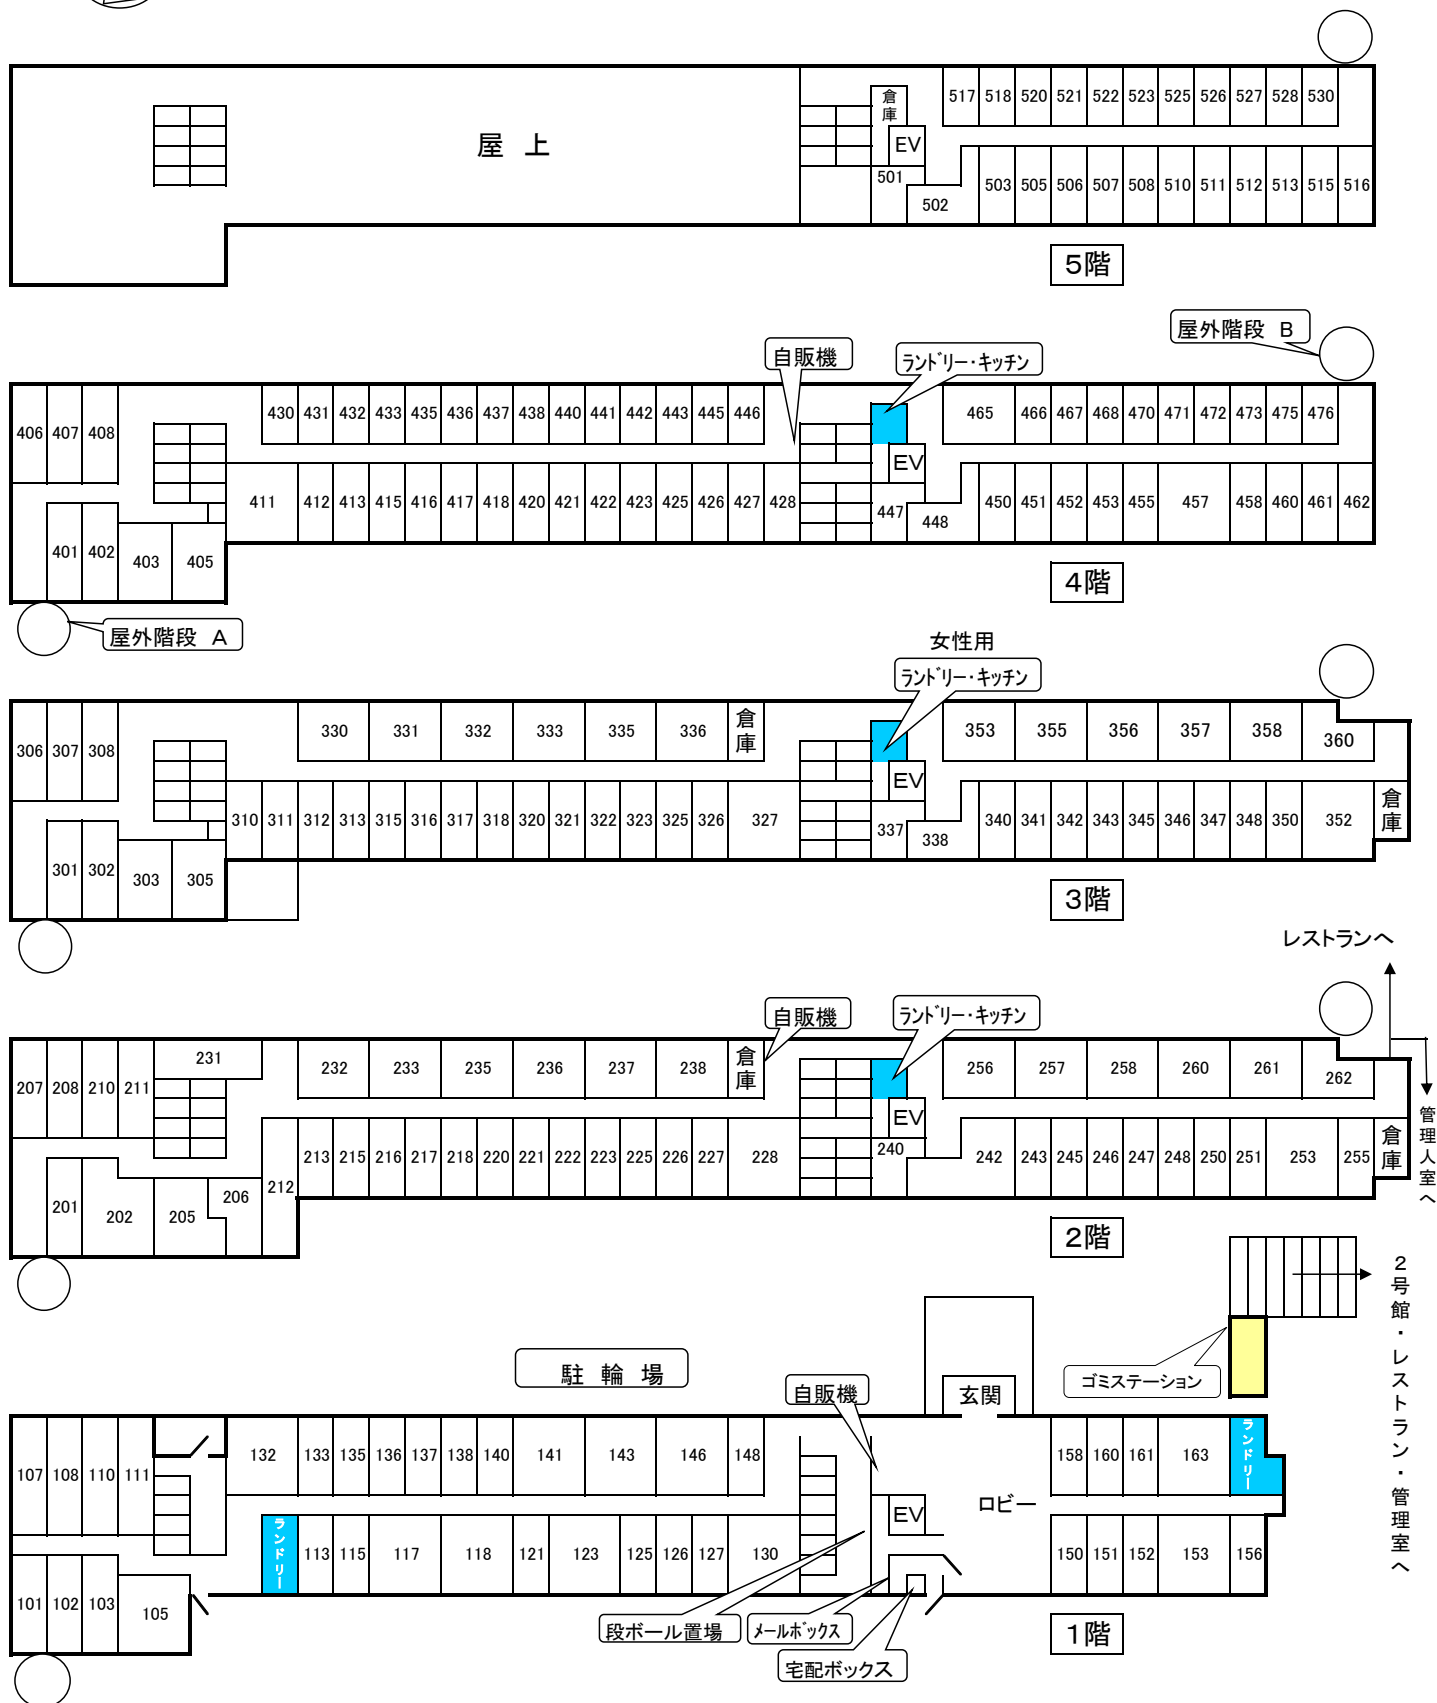 517 518 520 521 522 523 525 526 527 528 530
倉庫
EV
屋 上
501
502
503 505 506 507 508 510 511 512 513 515 516
5階
屋外階段 B
自販機
ランドリー・キッチン
406 407 408
430 431 432 433 435 436 437 438 440 441 442 443 445 446
465 466 467 468 470 471 472 473 475 476
EV
411 412 413 415 416 417 418 420 421 422 423 425 426 427 428
447
448
450 451 452 453 455 457 458 460 461 462
401 402 403 405
4階
屋外階段 A
女性用
ランドリー・キッチン
306 307 308
330 331 332 333 335 336
倉庫
353 355 356 357 358 360
EV
310 311 312 313 315 316 317 318 320 321 322 323 325 326 327
337
338
340 341 342 343 345 346 347 348 350 352
倉庫
301 302 303 305
3階
レストランへ
自販機
ランドリー・キッチン
207 208 210 211
231
232 233 235 236 237 238
倉庫
256 257 258 260 261 262
EV
管理人室へ
213 215 216 217 218 220 221 222 223 225 226 227 228
240
242 243 245 246 247 248 250 251 253 255
倉庫
201 202 205 206 212
2階
2号館・レストラン・管理室へ
駐 輪 場
自販機
玄関
ゴミステーション
107 108 110 111
132 133 135 136 137 138 140 141 143 146 148
158 160 161 163
ランドリー
ロビー
EV
ランドリー
113 115 117 118 121 123 125 126 127 130
150 151 152 153 156
101 102 103 105
段ボール置場
メールボックス
宅配ボックス
1階